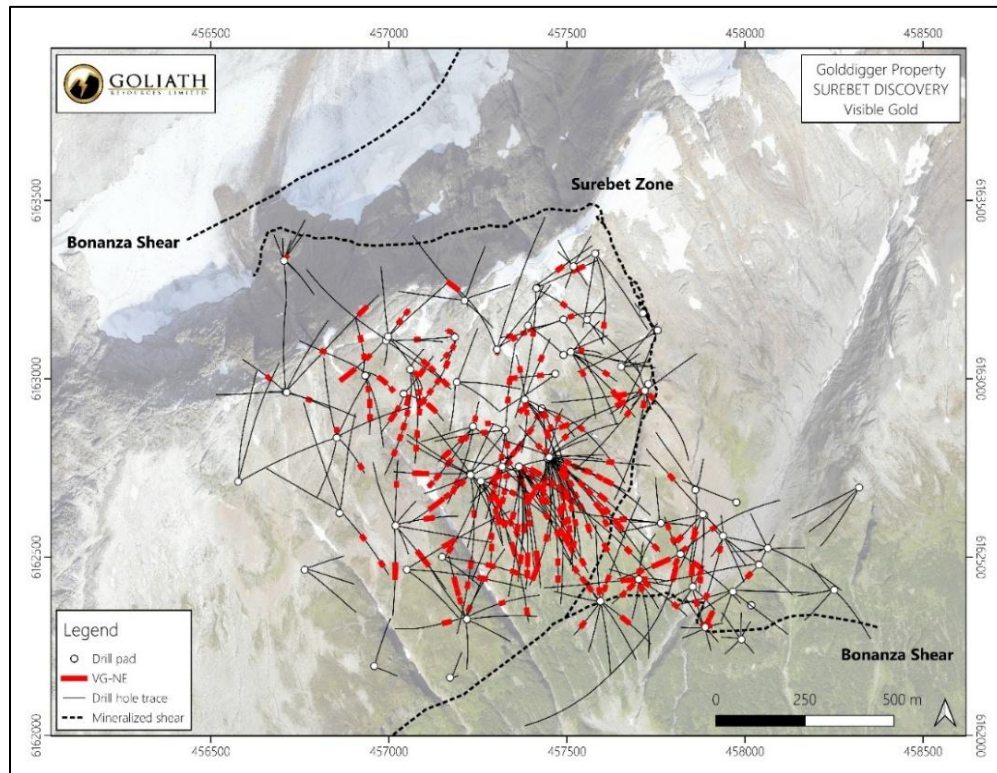 456500 457000 457500 458000 458500
GOLIATH
RESOURCES LIMITED
Golddigger Property
SUREBET DISCOVERY
Visible Gold
6163500
6163500
Surebet Zone
Bonanza Shear
6163000
6163000
6162500
6162500
Legend
Drill pad
VG-NE
Drill hole trace
Mineralized shear
Bonanza Shear
0 250 500 m
6162000
6162000
456500 457000 457500 458000 458500